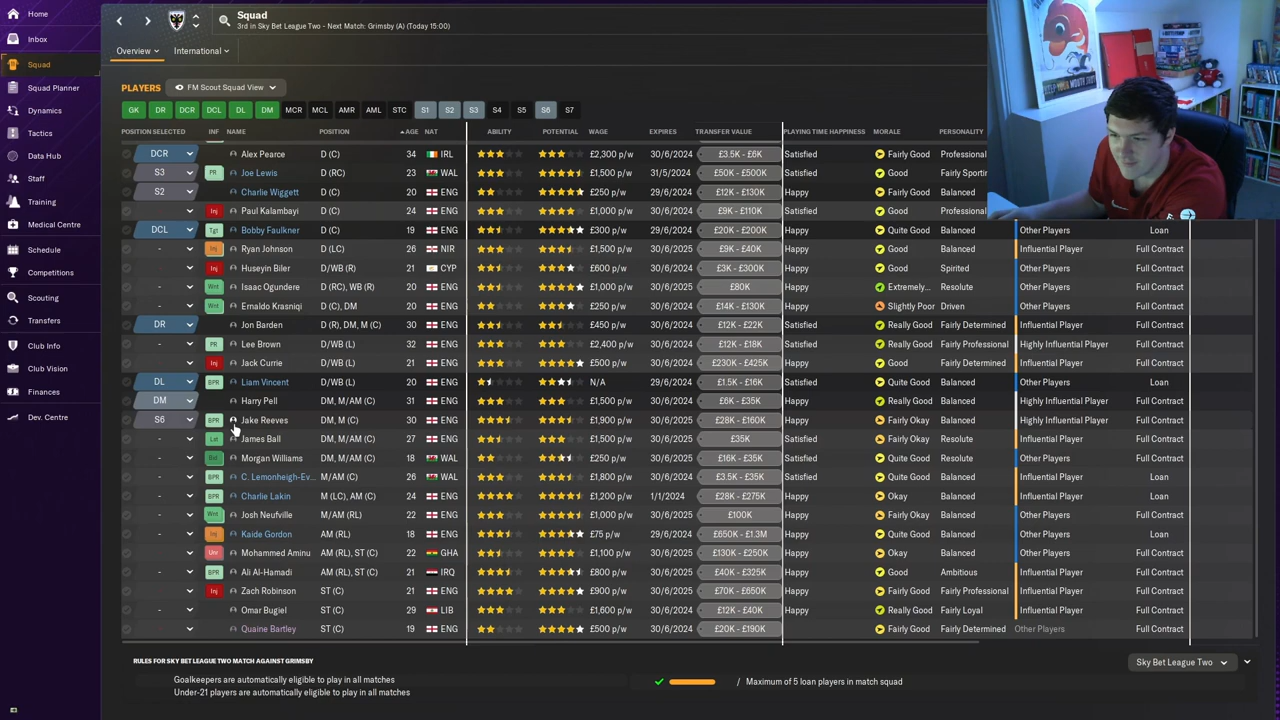 Home
Inbox
Squad
Squad Planner
Dynamics
Tactics
Data Hub
Staff
Training
Medical Centre
Schedule
Competitions
Scouting
Transfers
Club Info
Club Vision
Finances
Dev. Centre
Squad
3rd in Sky Bet League Two - Next Match: Grimsby (A) (Today 15:00)
Overview International
PLAYERS FM Scout Squad View
GK DR DCR DCL DL DM MCR MCL AMR AML STC S1 S2 S3 S4 S5 S6 S7
POSITION SELECTED INF NAME POSITION AGE NAT ABILITY POTENTIAL WAGE EXPIRES TRANSFER VALUE PLAYING TIME HAPPINESS MORALE PERSONALITY
DCR Alex Pearce D (C) 34 IRL £2,300 p/w 30/6/2024 £3.5K - £6K Satisfied Fairly Good Professional
S3 PR Joe Lewis D (RC) 23 WAL £1,500 p/w 31/5/2024 £50K - £500K Satisfied Good Fairly Sportin
S2 Charlie Wiggett D (C) 20 ENG £250 p/w 29/6/2024 £12K - £130K Happy Fairly Good Balanced
- Inj Paul Kalambayi D (C) 24 ENG £1,000 p/w 30/6/2024 £9K - £110K Satisfied Good Professional
DCL Tgt Bobby Faulkner D (C) 19 ENG £300 p/w 29/6/2024 £20K - £200K Happy Quite Good Balanced Other Players Loan
- Inj Ryan Johnson D (LC) 26 NIR £1,500 p/w 30/6/2024 £9K - £40K Happy Good Balanced Influential Player Full Contract
- Inj Huseyin Biler D/WB (R) 21 CYP £600 p/w 30/6/2024 £3K - £300K Happy Good Spirited Other Players Full Contract
- Wnt Isaac Ogundere D (RC), WB (R) 20 ENG £1,000 p/w 30/6/2024 £80K Happy Extremely... Resolute Other Players Full Contract
- Wnt Ernaldo Krasniqi D (C), DM 20 ENG £250 p/w 30/6/2024 £14K - £130K Happy Slightly Poor Driven Other Players Full Contract
DR Jon Barden D (R), DM, M (C) 30 ENG £450 p/w 30/6/2024 £12K - £22K Satisfied Really Good Fairly Determined Influential Player Full Contract
- PR Lee Brown D/WB (L) 32 ENG £2,400 p/w 30/6/2024 £12K - £18K Happy Really Good Fairly Professional Highly Influential Player Full Contract
- Inj Jack Currie D/WB (L) 21 ENG £500 p/w 30/6/2024 £230K - £425K Happy Good Fairly Determined Influential Player Full Contract
DL BPR Liam Vincent D/WB (L) 20 ENG N/A 29/6/2024 £1.5K - £16K Satisfied Quite Good Balanced Other Players Loan
DM Harry Pell DM, M/AM (C) 31 ENG £1,500 p/w 30/6/2024 £6K - £35K Happy Quite Good Balanced Highly Influential Player Full Contract
S6 BPR Jake Reeves DM, M (C) 30 ENG £1,900 p/w 30/6/2024 £28K - £160K Happy Fairly Okay Balanced Highly Influential Player Full Contract
- Lst James Ball DM, M/AM (C) 27 ENG £1,500 p/w 30/6/2024 £35K Satisfied Fairly Okay Resolute Influential Player Full Contract
- Morgan Williams DM, M/AM (C) 18 WAL £250 p/w 30/6/2024 £16K - £35K Satisfied Quite Good Resolute Other Players Full Contract
- BPR C. Lemonheigh-Ev... M/AM (C) 26 WAL £1,800 p/w 30/6/2024 £3.5K - £35K Satisfied Quite Good Balanced Other Players Loan
- BPR Charlie Lakin M (LC), AM (C) 24 ENG £1,200 p/w 1/1/2024 £28K - £275K Happy Okay Balanced Influential Player Loan
- Wnt Josh Neufville M/AM (RL) 22 ENG £1,000 p/w 30/6/2025 £100K Happy Fairly Okay Balanced Other Players Full Contract
- Inj Kaide Gordon AM (RL) 18 ENG £75 p/w 29/6/2024 £650K - £1.3M Happy Quite Good Balanced Other Players Loan
- Unr Mohammed Aminu AM (RL), ST (C) 22 GHA £1,100 p/w 30/6/2025 £130K - £250K Happy Okay Balanced Other Players Full Contract
- BPR Ali Al-Hamadi AM (RL), ST (C) 21 IRQ £800 p/w 30/6/2025 £40K - £325K Happy Good Ambitious Influential Player Full Contract
- Inj Zach Robinson ST (C) 21 ENG £900 p/w 30/6/2025 £70K - £650K Happy Fairly Good Fairly Professional Influential Player Full Contract
- Omar Bugiel ST (C) 29 LIB £1,600 p/w 30/6/2024 £12K - £40K Happy Really Good Fairly Loyal Influential Player Full Contract
- Quaine Bartley ST (C) 19 ENG £500 p/w 30/6/2025 £20K - £190K Happy Fairly Good Fairly Determined Other Players Full Contract
RULES FOR SKY BET LEAGUE TWO MATCH AGAINST GRIMSBY Sky Bet League Two
Goalkeepers are automatically eligible to play in all matches
Under-21 players are automatically eligible to play in all matches
/ Maximum of 5 loan players in match squad